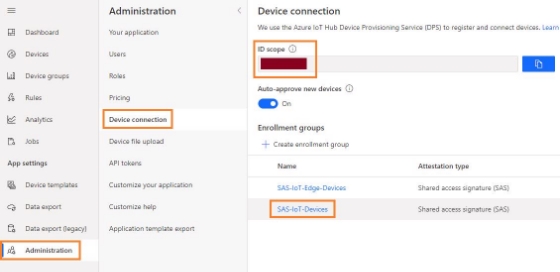 Dashboard
Devices
Device groups
Rules
Analytics
Jobs
App settings
Device templates
Data export
Data export (legacy)
Administration
Administration
Your application
Users
Roles
Pricing
Device connection
Device file upload
API tokens
Customize your application
Customize help
Application template export
Device connection
We use the Azure IoT Hub Device Provisioning Service (DPS) to register and connect devices. Learn
ID scope
Auto-approve new devices
On
Enrollment groups
+ Create enrollment group
Name Attestation type
SAS-IoT-Edge-Devices Shared access signature (SAS)
SAS-IoT-Devices Shared access signature (SAS)